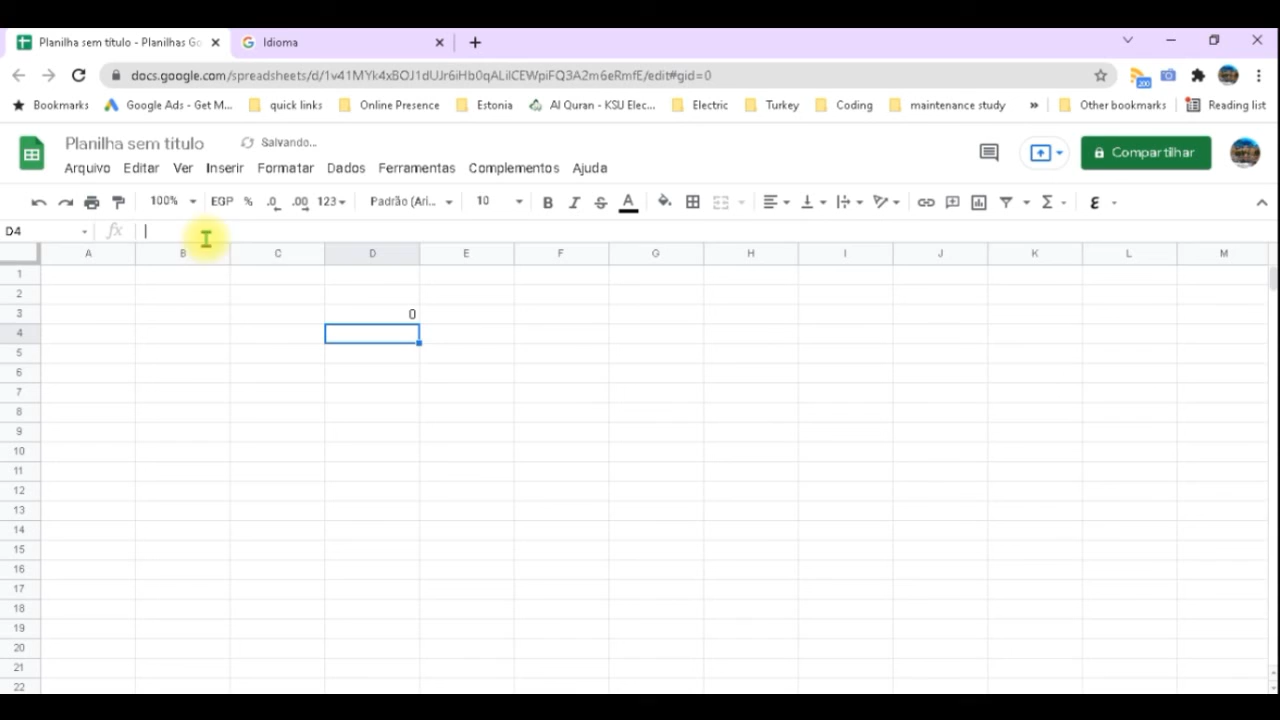 Planilha sem título - Planilhas Go
Idioma
docs.google.com/spreadsheets/d/1v41MYk4xBOJ1dUJr6iHb0qALiICEWpiFQ3A2m6eRmfE/edit#gid=0
200
Bookmarks Google Ads - Get M... quick links Online Presence Estonia Al Quran - KSU Elec... Electric Turkey Coding maintenance study » Other bookmarks Reading list
Planilha sem título Salvando...
Compartilhar
Arquivo Editar Ver Inserir Formatar Dados Ferramentas Complementos Ajuda
100% EGP % .0 .00 123 Padrão (Ari... 10 B I S A Σ ε
D4 fx
A B C D E F G H I J K L M
1
2
3 0
4
5
6
7
8
9
10
11
12
13
14
15
16
17
18
19
20
21
22